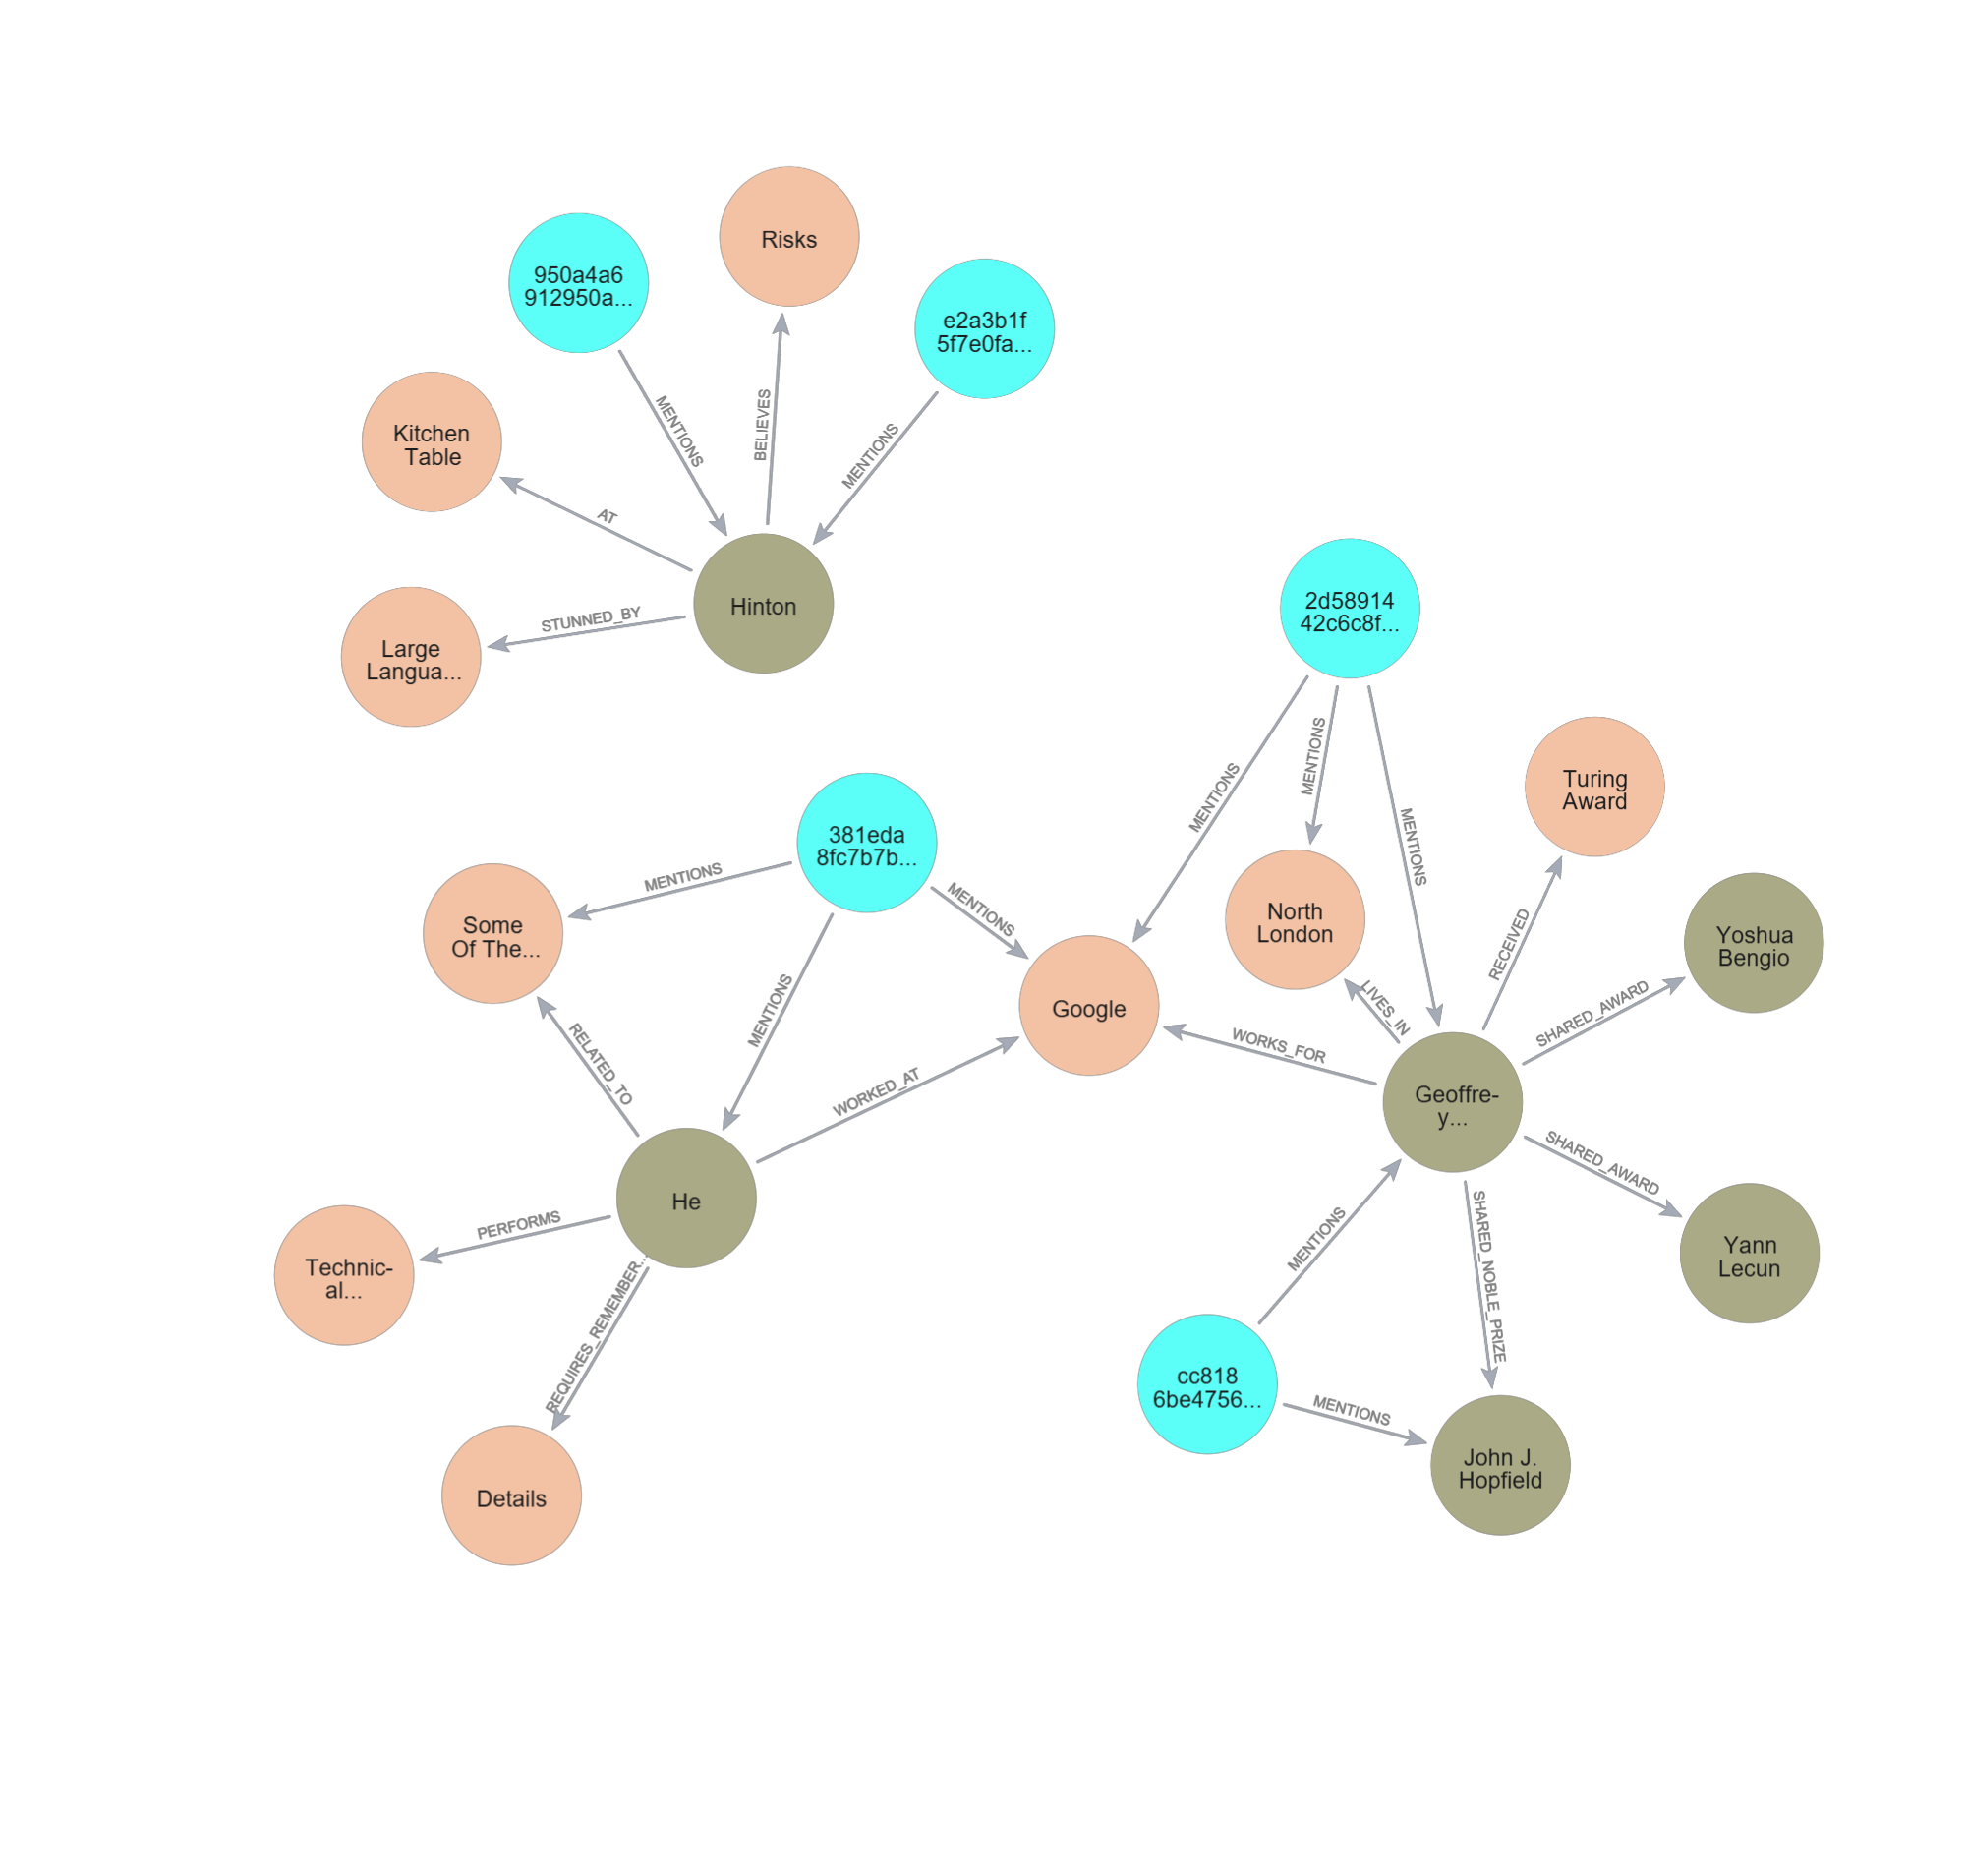 Risks
950a4a6
912950a...
e2a3b1f
5f7e0fa...
MENTIONS
BELIEVES
MENTIONS
Kitchen
Table
AT
Hinton
STUNNED_BY
Large
Langua...
2d58914
42c6c8f...
MENTIONS
MENTIONS
MENTIONS
Turing
Award
381eda
8fc7b7b...
MENTIONS
MENTIONS
MENTIONS
Some
Of The...
North
London
RECEIVED
Yoshua
Bengio
Google
LIVES_IN
SHARED_AWARD
WORKS_FOR
RELATED_TO
WORKED_AT
Geoffre-
y...
SHARED_AWARD
He
PERFORMS
Technic-
al...
REQUIRES_REMEMBER...
MENTIONS
SHARED_NOBLE_PRIZE
Yann
Lecun
cc818
6be4756...
MENTIONS
John J.
Hopfield
Details